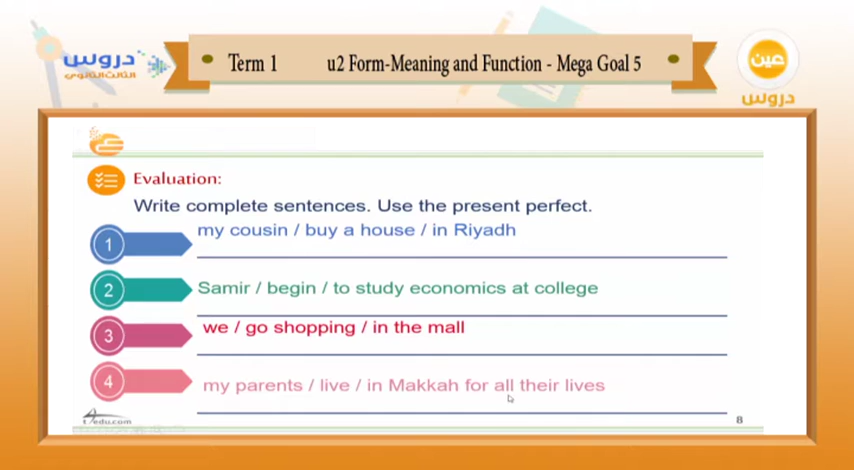 دروس
الثالث الثانوي
Term 1
u2 Form-Meaning and Function - Mega Goal 5
عين
دروس
Evaluation:
Write complete sentences. Use the present perfect.
1
my cousin / buy a house / in Riyadh
2
Samir / begin / to study economics at college
3
we / go shopping / in the mall
4
my parents / live / in Makkah for all their lives
8